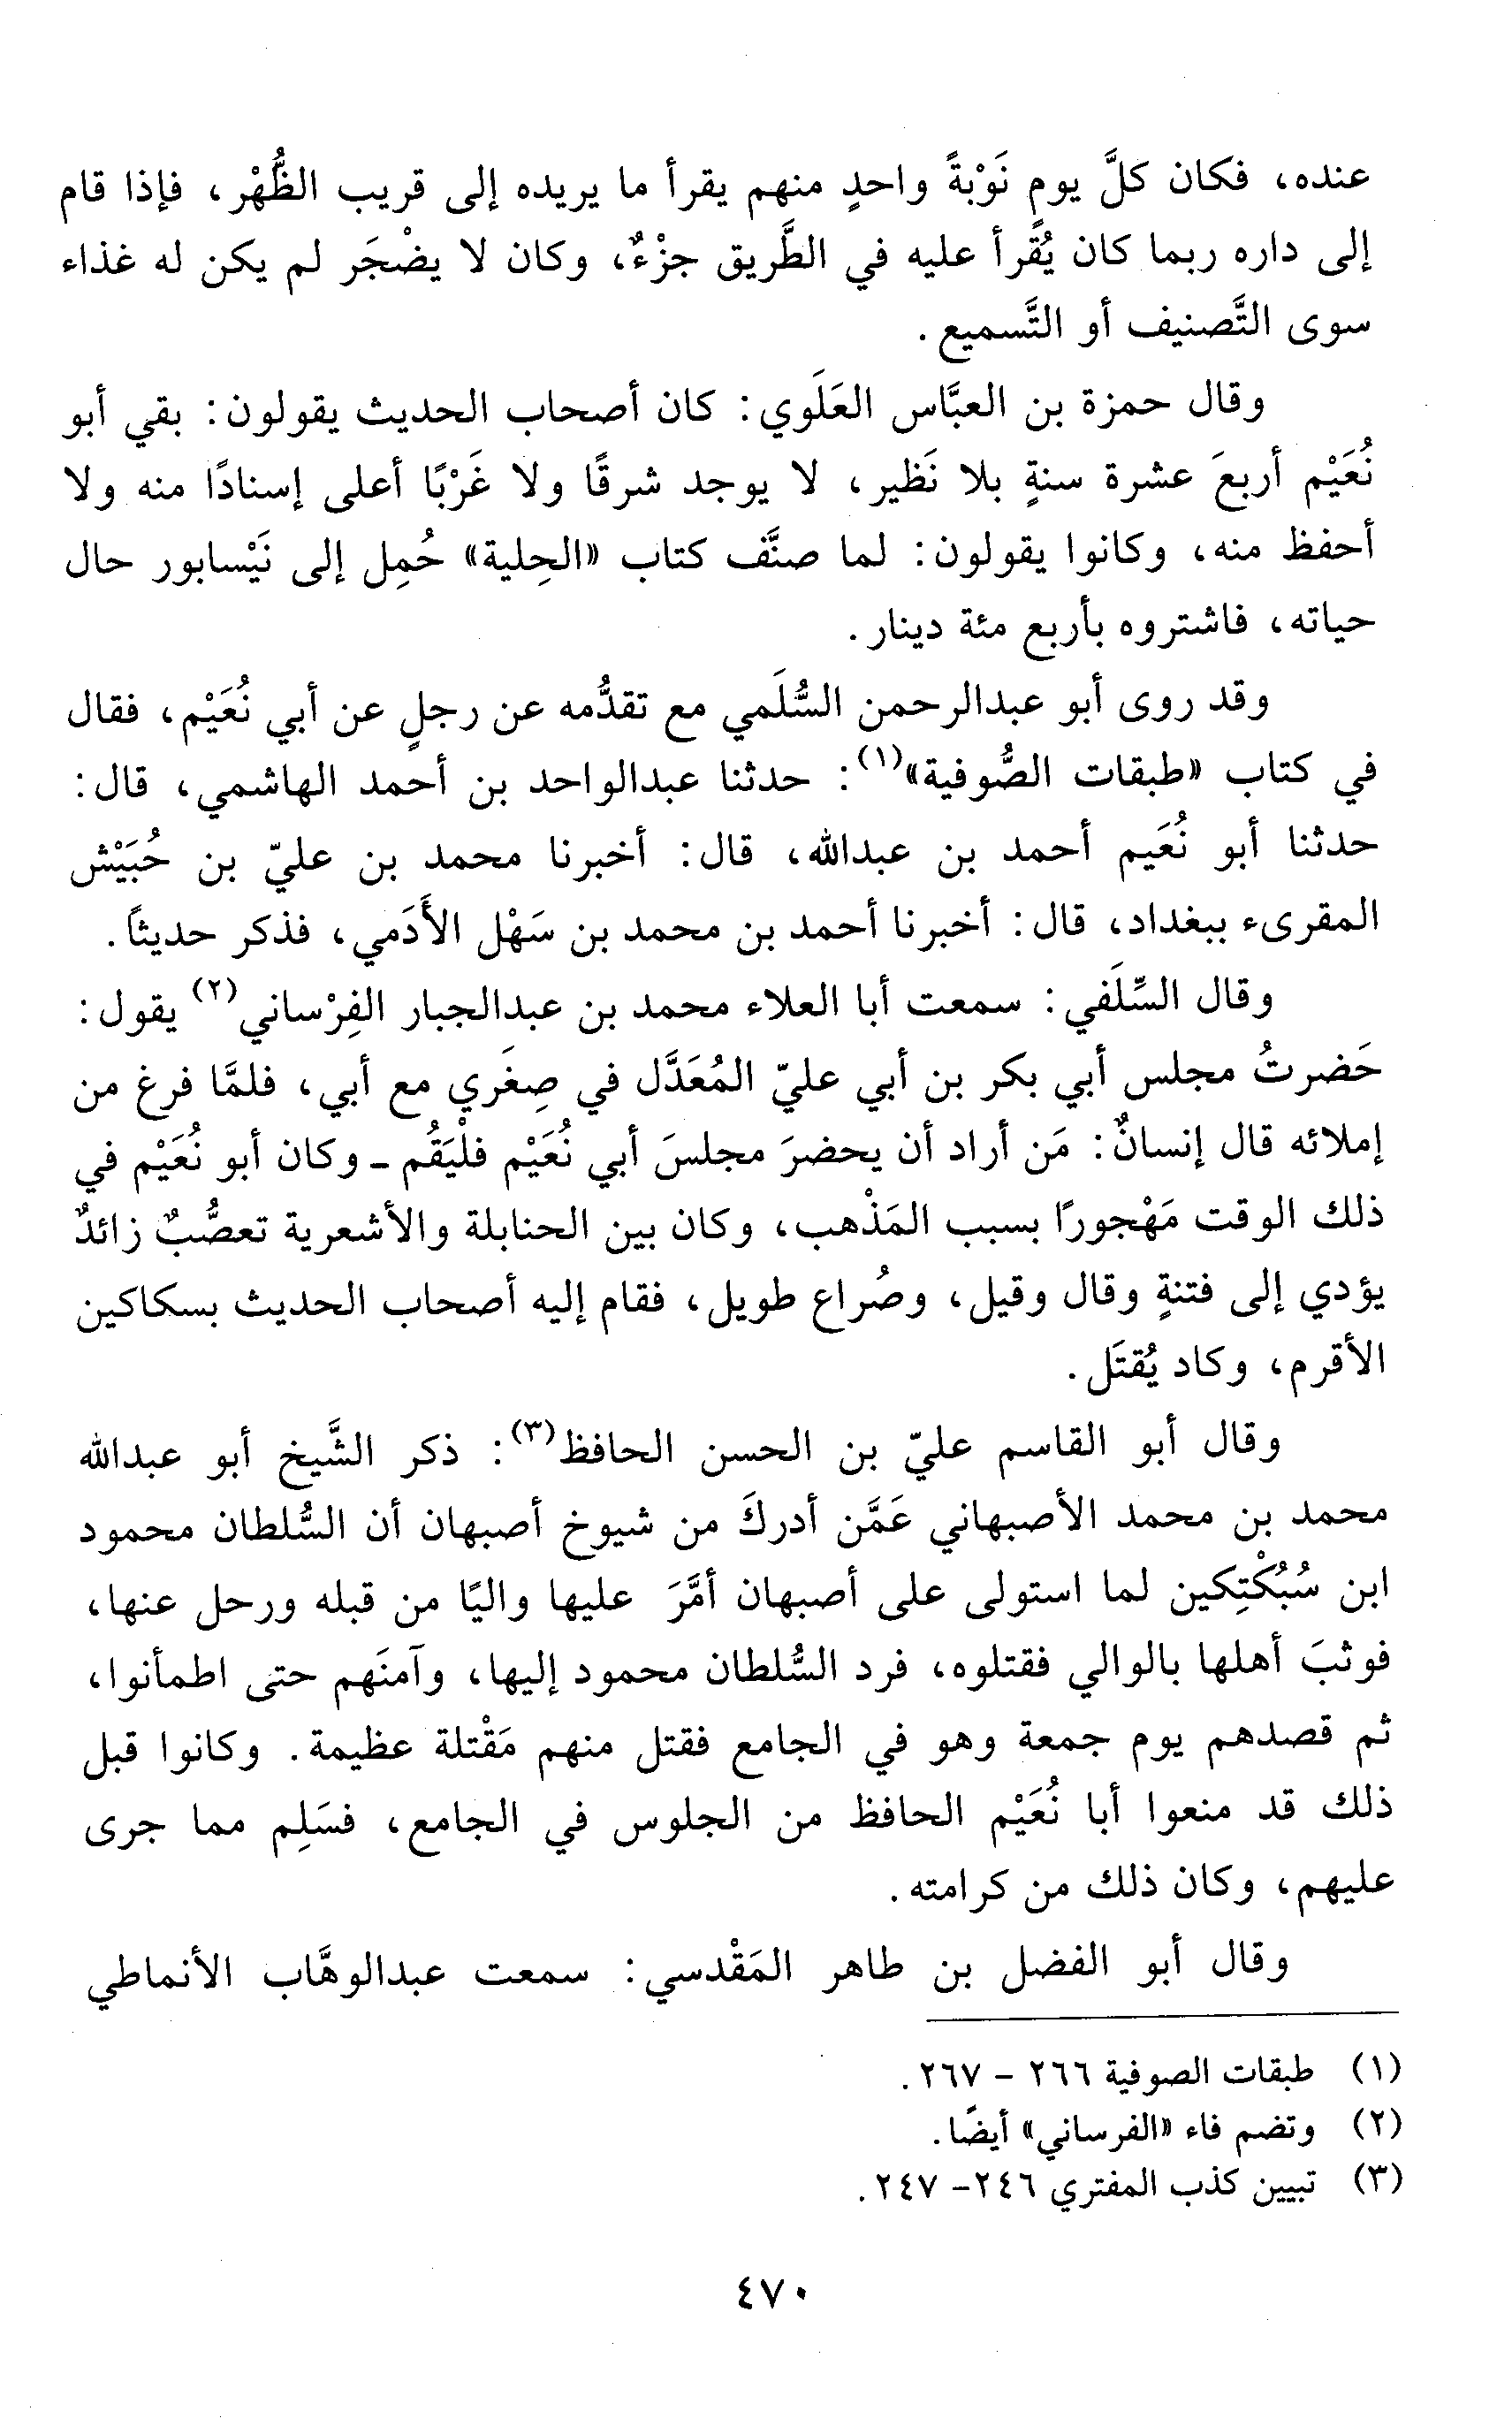 عنده، فكان كلَّ يومٍ نَوْبةً واحدٍ منهم يقرأ ما يريده إلى قريب الظُّهْر، فإذا قام
إلى داره ربما كان يُقرأ عليه في الطَّريق جزْءٌ، وكان لا يضْجَر لم يكن له غذاء
سوى التَّصنيف أو التَّسميع.
وقال حمزة بن العبَّاس العَلَوي: كان أصحاب الحديث يقولون: بقي أبو
نُعَيْم أربعَ عشرة سنةٍ بلا نَظير، لا يوجد شرقًا ولا غَرْبًا أعلى إسنادًا منه ولا
أحفظ منه، وكانوا يقولون: لما صنَّف كتاب «الحِلية» حُمِل إلى نَيْسابور حال
حياته، فاشتروه بأربع مئة دينار.
وقد روى أبو عبدالرحمن السُّلَمي مع تقدُّمه عن رجلٍ عن أبي نُعَيْم، فقال
في كتاب «طبقات الصُّوفية»(١): حدثنا عبدالواحد بن أحمد الهاشمي، قال:
حدثنا أبو نُعَيم أحمد بن عبدالله، قال: أخبرنا محمد بن عليّ بن حُبَيْش
المقرىء ببغداد، قال: أخبرنا أحمد بن محمد بن سَهْل الأَدَمي، فذكر حديثًا.
وقال السِّلَفي: سمعت أبا العلاء محمد بن عبدالجبار الفِرْساني(٢) يقول:
حَضرتُ مجلس أبي بكر بن أبي عليّ المُعَدَّل في صِغَري مع أبي، فلمَّا فرغ من
إملائه قال إنسانٌ: مَن أراد أن يحضرَ مجلسَ أبي نُعَيْم فلْيَقُم ـ وكان أبو نُعَيْم في
ذلك الوقت مَهْجورًا بسبب المَذْهب، وكان بين الحنابلة والأشعرية تعصُّبٌ زائدٌ
يؤدي إلى فتنةٍ وقال وقيل، وصُراع طويل، فقام إليه أصحاب الحديث بسكاكين
الأقرم، وكاد يُقتَل.
وقال أبو القاسم عليّ بن الحسن الحافظ(٣): ذكر الشَّيخ أبو عبدالله
محمد بن محمد الأصبهاني عَمَّن أدركَ من شيوخ أصبهان أن السُّلطان محمود
ابن سُبُكْتِكين لما استولى على أصبهان أمَّرَ عليها واليًا من قبله ورحل عنها،
فوثبَ أهلها بالوالي فقتلوه، فرد السُّلطان محمود إليها، وآمنَهم حتى اطمأنوا،
ثم قصدهم يوم جمعة وهو في الجامع فقتل منهم مَقْتلة عظيمة. وكانوا قبل
ذلك قد منعوا أبا نُعَيْم الحافظ من الجلوس في الجامع، فسَلِم مما جرى
عليهم، وكان ذلك من كرامته.
وقال أبو الفضل بن طاهر المَقْدسي: سمعت عبدالوهَّاب الأنماطي
(١) طبقات الصوفية ٢٦٦ - ٢٦٧.
(٢) وتضم فاء «الفرساني» أيضًا.
(٣) تبيين كذب المفتري ٢٤٦- ٢٤٧.
٤٧٠